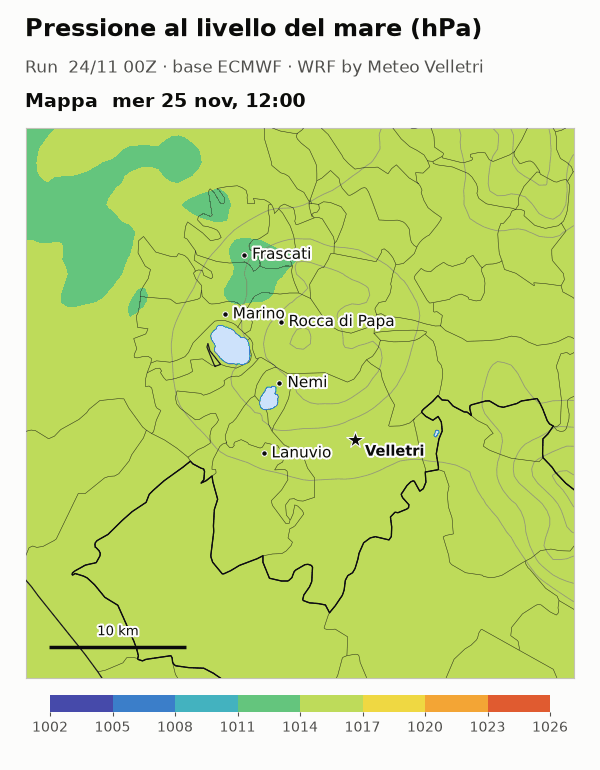 Pressione al livello del mare (hPa)
Run  24/11 00Z · base ECMWF · WRF by Meteo Velletri
Mappa  mer 25 nov, 12:00
Frascati
Marino
Rocca di Papa
Nemi
Velletri
Lanuvio
10 km
1002 1005 1008 1011 1014 1017 1020 1023 1026